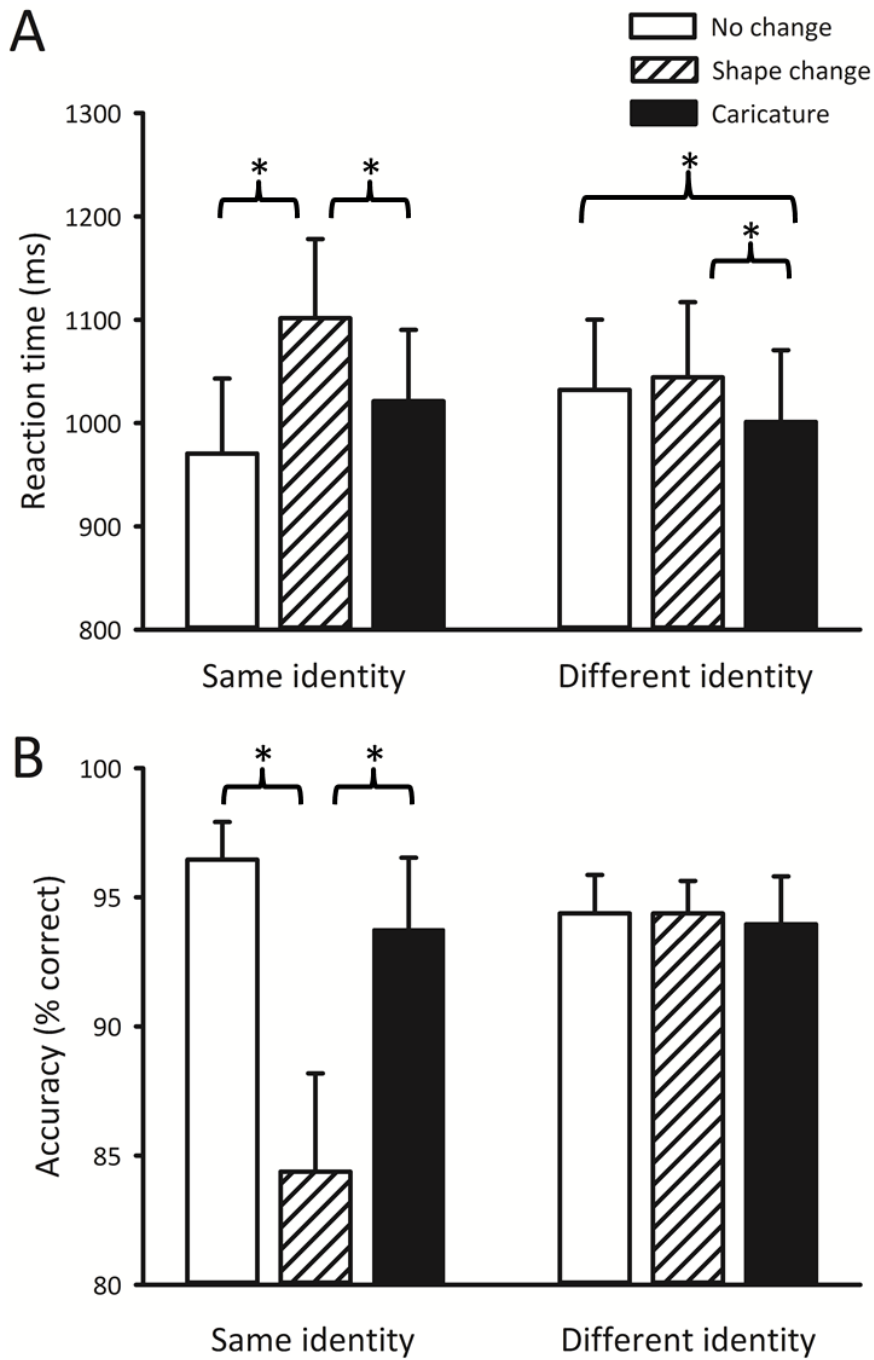 A
No change
Shape change
Caricature
Reaction time (ms)
1300
*
*
*
1200
*
1100
1000
900
800
Same identity
Different identity
B
Accuracy (% correct)
100
*
*
95
90
85
80
Same identity
Different identity